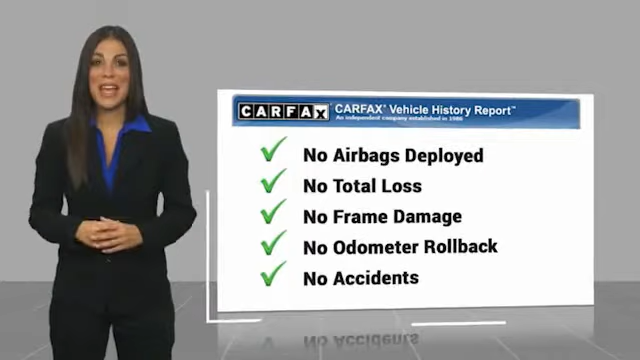 CARFAX CARFAX® Vehicle History Report™
An independent company established in 1986
No Airbags Deployed
No Total Loss
No Frame Damage
No Odometer Rollback
No Accidents